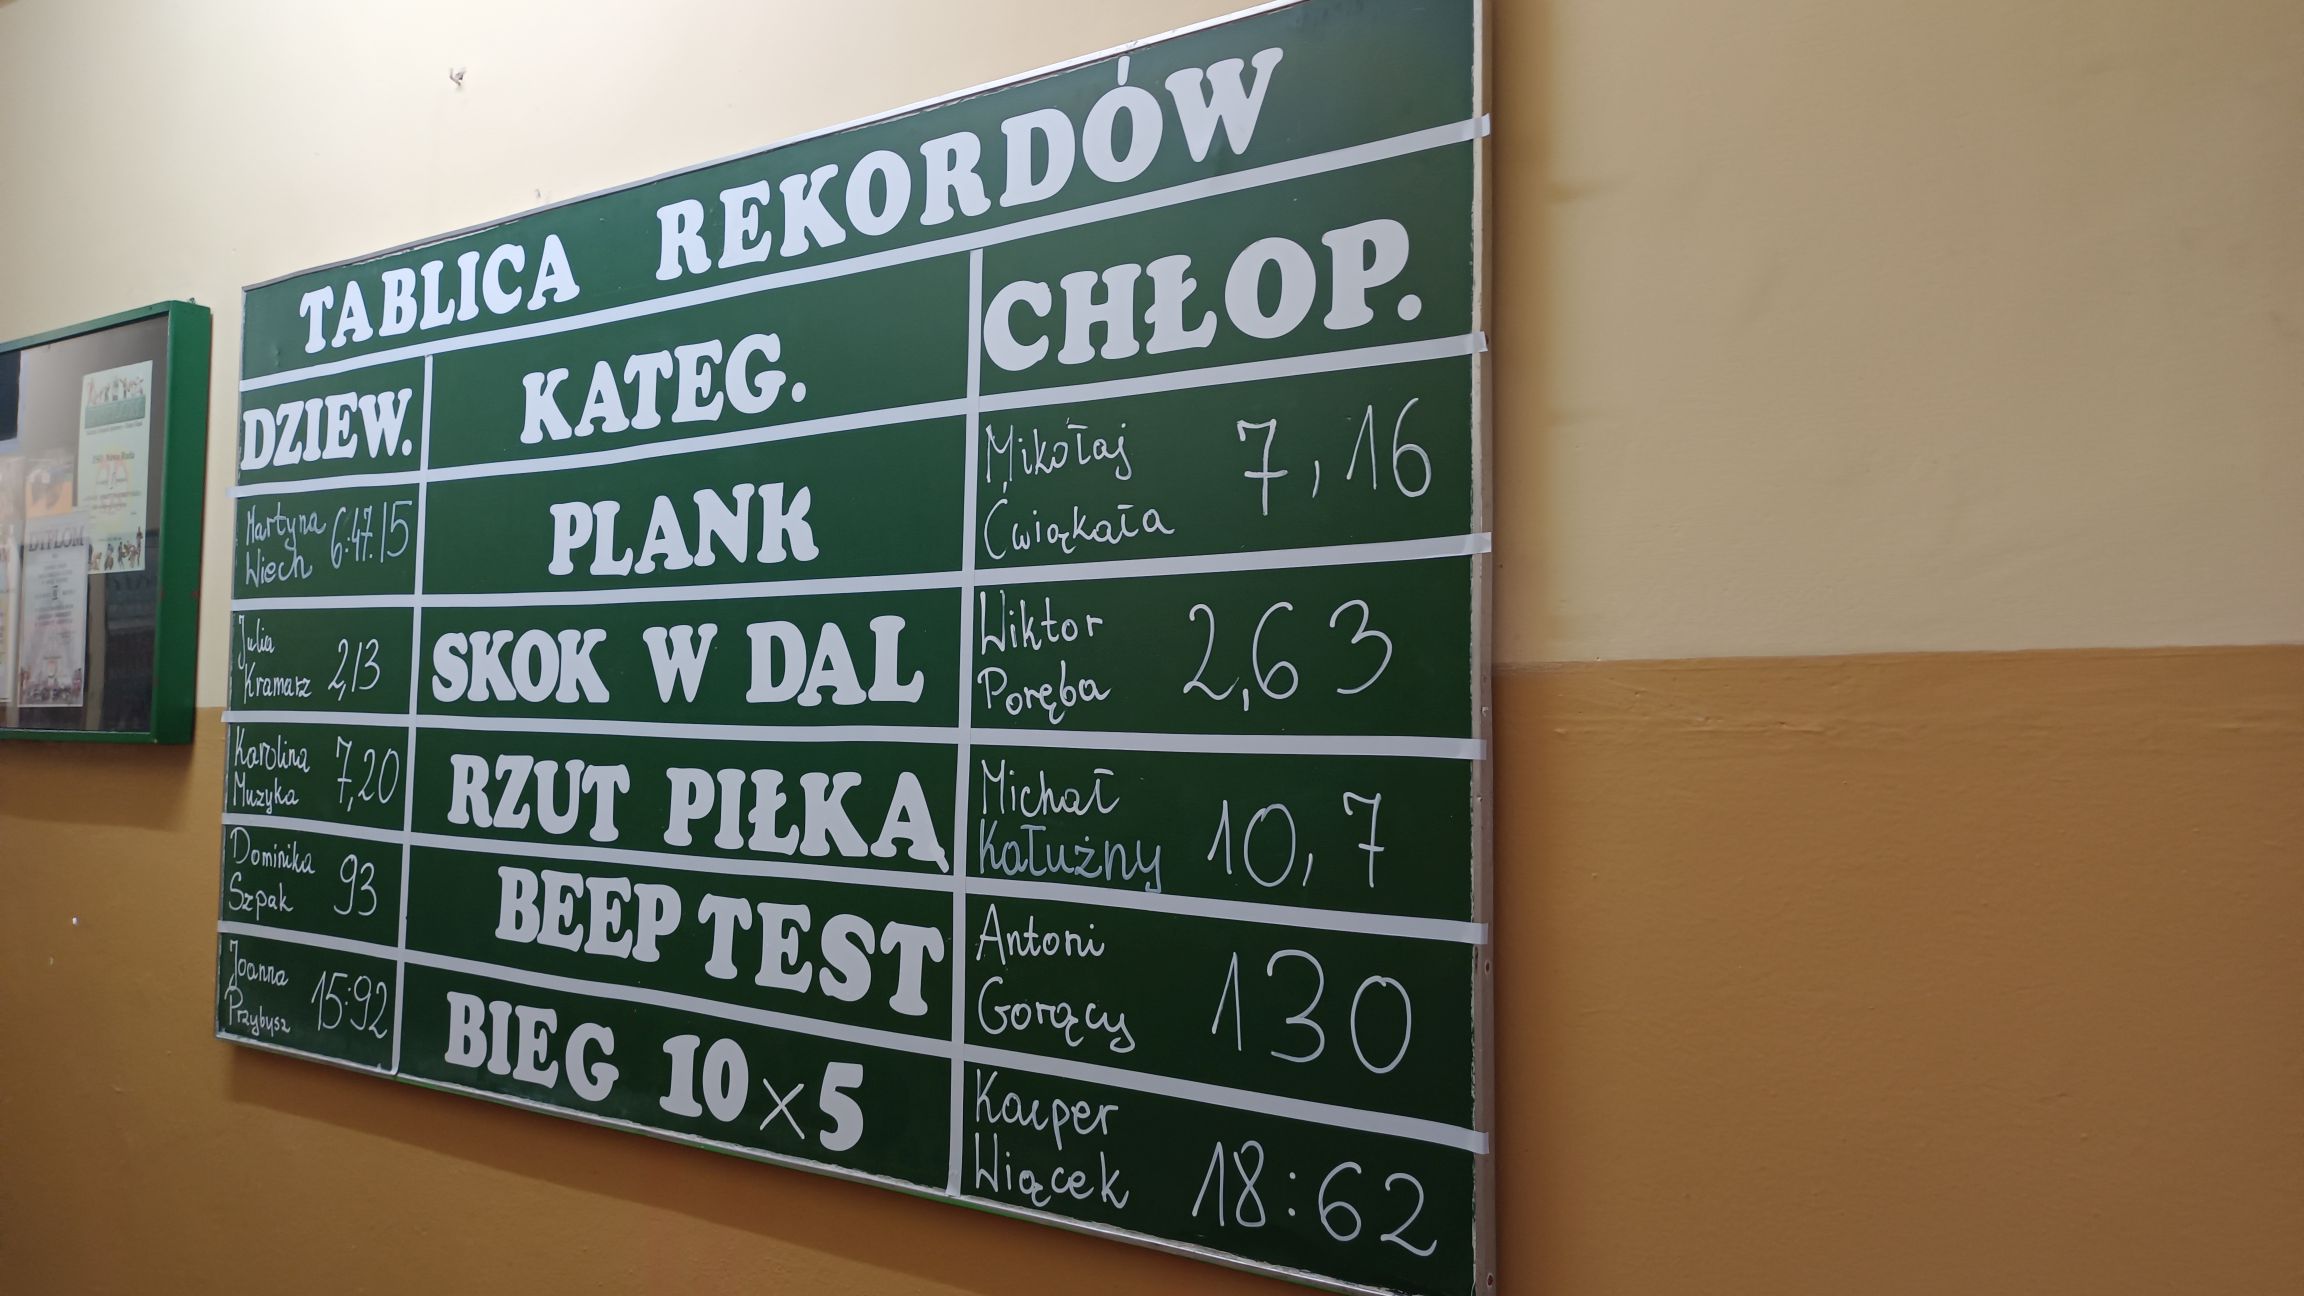 TABLICA REKORDÓW
DZIEW. KATEG. CHŁOP.
Martyna Wiech 6:47.15 PLANK Mikołaj Ćwiąkała 7,16
Julia Kramarz 2,13 SKOK W DAL Wiktor Poręba 2,63
Karolina Muzyka 7,20 RZUT PIŁKĄ Michał Kałużny 10,7
Dominika Szpak 93 BEEP TEST Antoni Gorący 130
Joanna Przybysz 15:92 BIEG 10x5 Kacper Wiącek 18:62
DYPLOM